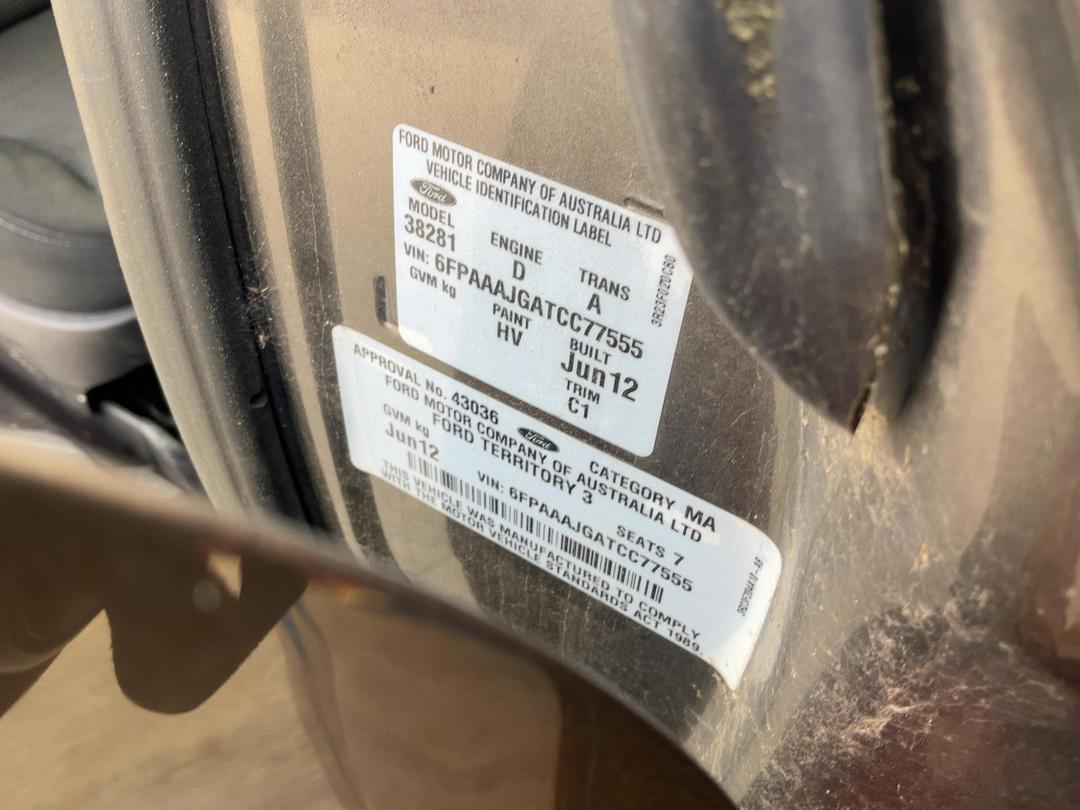 FORD MOTOR COMPANY OF AUSTRALIA LTD
VEHICLE IDENTIFICATION LABEL
Ford
MODEL ENGINE TRANS
38281 D A
VIN: 6FPAAAJGATCC77555
GVM kg PAINT BUILT
HV Jun12
TRIM
C1
APPROVAL No. 43036 Ford CATEGORY MA
FORD MOTOR COMPANY OF AUSTRALIA LTD
FORD TERRITORY 3
GVM kg SEATS 7
Jun12 VIN: 6FPAAAJGATCC77555
THIS VEHICLE WAS MANUFACTURED TO COMPLY
WITH THE MOTOR VEHICLE STANDARDS ACT 1989.